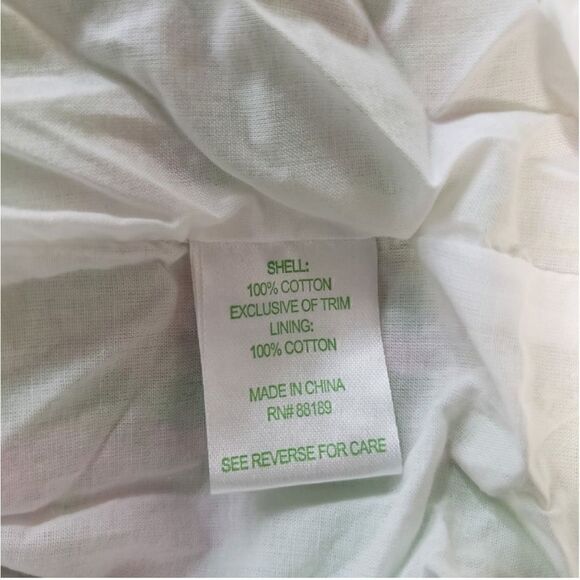 SHELL:
100% COTTON
EXCLUSIVE OF TRIM
LINING:
100% COTTON
MADE IN CHINA
RN# 88189
SEE REVERSE FOR CARE